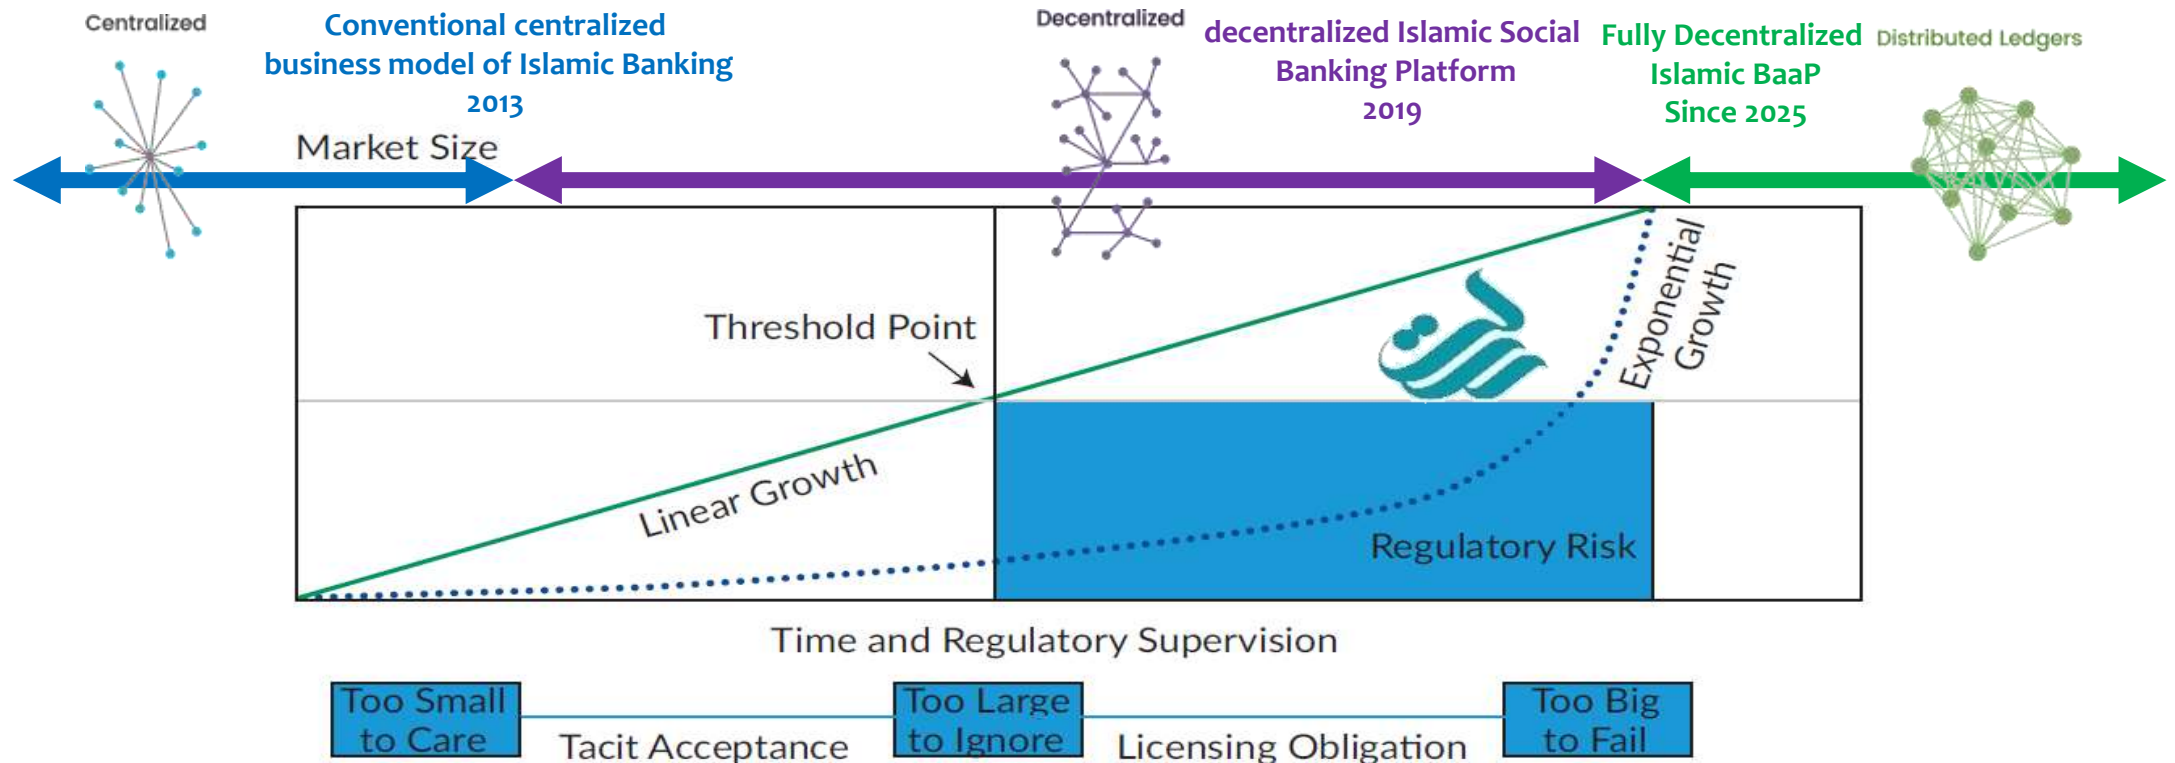 Centralized
Conventional centralized
business model of Islamic Banking
2013
Decentralized
decentralized Islamic Social
Banking Platform
2019
Fully Decentralized
Islamic BaaP
Since 2025
Distributed Ledgers
Market Size
Threshold Point
Linear Growth
Exponential
Growth
Regulatory Risk
Time and Regulatory Supervision
Too Small
to Care
Tacit Acceptance
Too Large
to Ignore
Licensing Obligation
Too Big
to Fail